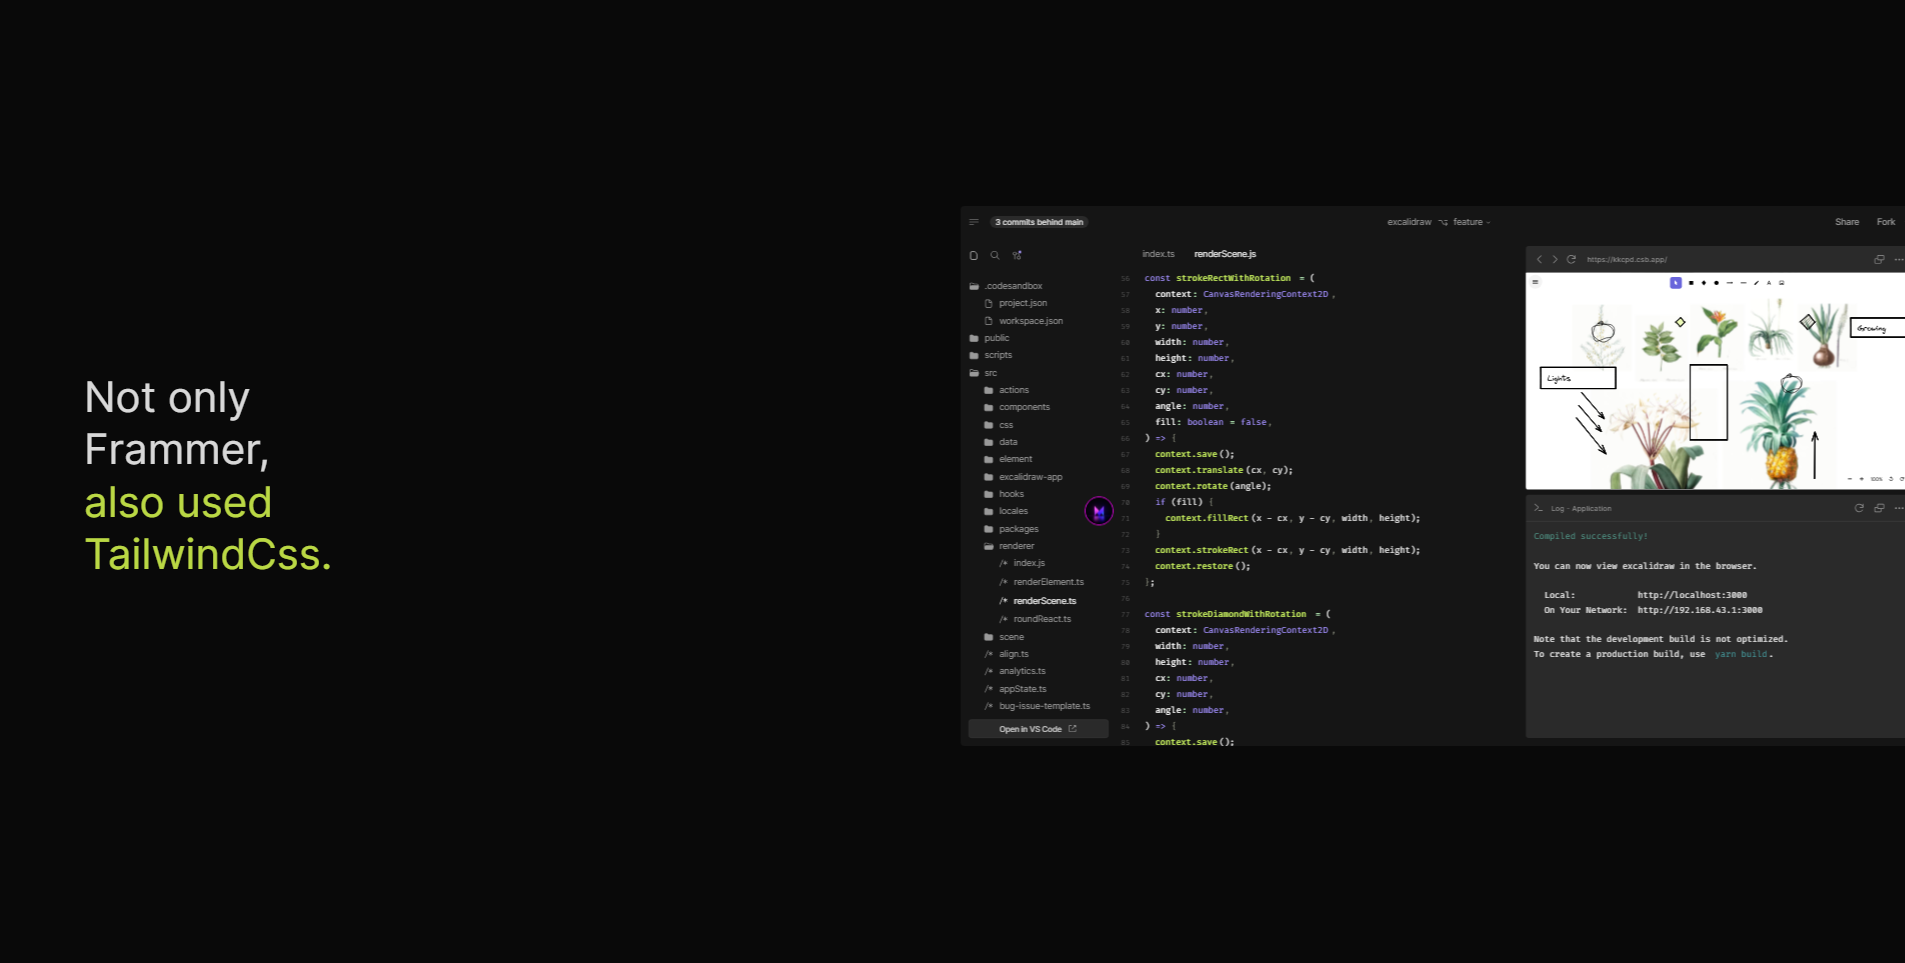 Not only
Frammer,
also used
TailwindCss.
3 commits behind main
excalidraw feature
Share Fork
.codesandbox
project.json
workspace.json
public
scripts
src
actions
components
css
data
element
excalidraw-app
hooks
locales
packages
renderer
/* index.js
/* renderElement.ts
/* renderScene.ts
/* roundReact.ts
scene
/* align.ts
/* analytics.ts
/* appState.ts
/* bug-issue-template.ts
Open in VS Code
index.ts renderScene.js
56 const strokeRectWithRotation = (
57 context: CanvasRenderingContext2D,
58 x: number,
59 y: number,
60 width: number,
61 height: number,
62 cx: number,
63 cy: number,
64 angle: number,
65 fill: boolean = false,
66 ) => {
67 context.save();
68 context.translate(cx, cy);
69 context.rotate(angle);
70 if (fill) {
71 context.fillRect(x - cx, y - cy, width, height);
72 }
73 context.strokeRect(x - cx, y - cy, width, height);
74 context.restore();
75 };
76
77 const strokeDiamondWithRotation = (
78 context: CanvasRenderingContext2D,
79 width: number,
80 height: number,
81 cx: number,
82 cy: number,
83 angle: number,
84 ) => {
85 context.save();
https://kkcpd.csb.app/
A
Growing
Lights
100%
Log - Application
Compiled successfully!
You can now view excalidraw in the browser.
Local: http://localhost:3000
On Your Network: http://192.168.43.1:3000
Note that the development build is not optimized.
To create a production build, use yarn build.